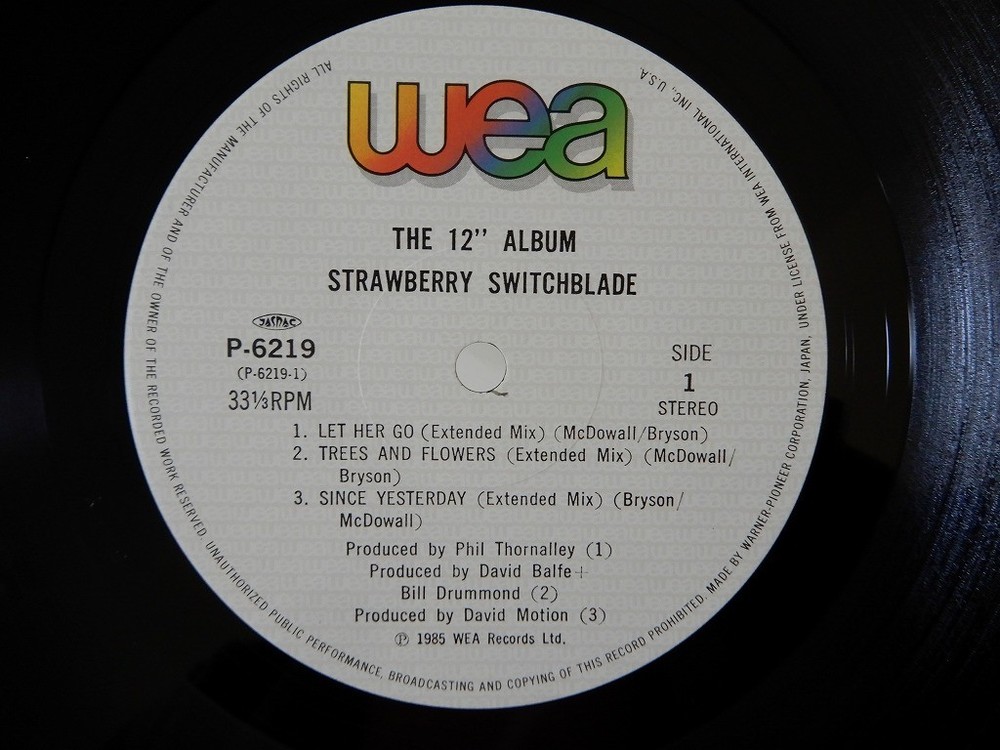 wea
THE 12'' ALBUM
STRAWBERRY SWITCHBLADE
JASRAC
P-6219
(P-6219-1)
33⅓RPM
SIDE
1
STEREO
1. LET HER GO (Extended Mix) (McDowall/Bryson)
2. TREES AND FLOWERS (Extended Mix) (McDowall/
Bryson)
3. SINCE YESTERDAY (Extended Mix) (Bryson/
McDowall)
Produced by Phil Thornalley (1)
Produced by David Balfe+
Bill Drummond (2)
Produced by David Motion (3)
Ⓟ 1985 WEA Records Ltd.
ALL RIGHTS OF THE MANUFACTURER AND OF THE OWNER OF THE RECORDED WORK RESERVED. UNAUTHORIZED PUBLIC PERFORMANCE, BROADCASTING AND COPYING OF THIS RECORD PROHIBITED. MADE BY WARNER-PIONEER CORPORATION, JAPAN, UNDER LICENSE FROM WEA INTERNATIONAL INC., U.S.A.